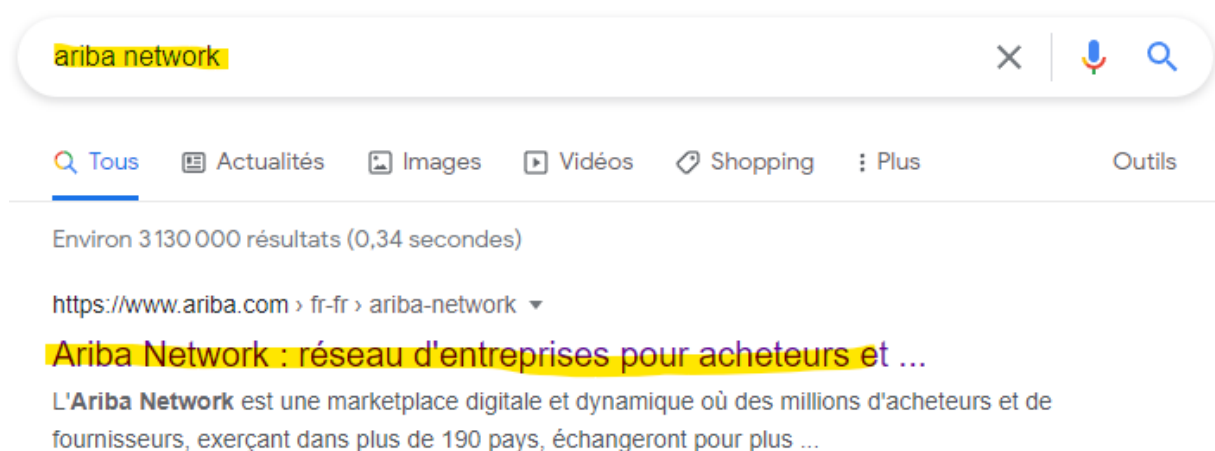 ariba network
Tous Actualités Images Vidéos Shopping Plus Outils
Environ 3 130 000 résultats (0,34 secondes)
https://www.ariba.com › fr-fr › ariba-network
Ariba Network : réseau d'entreprises pour acheteurs et ...
L'Ariba Network est une marketplace digitale et dynamique où des millions d'acheteurs et de
fournisseurs, exerçant dans plus de 190 pays, échangeront pour plus ...